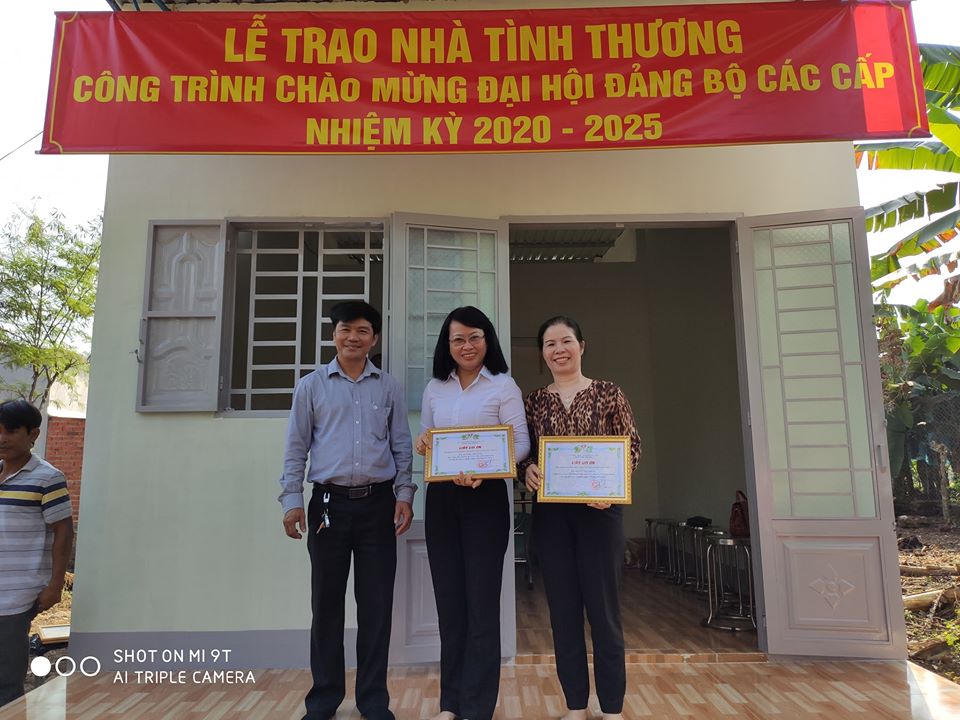 LỄ TRAO NHÀ TÌNH THƯƠNG
CÔNG TRÌNH CHÀO MỪNG ĐẠI HỘI ĐẢNG BỘ CÁC CẤP
NHIỆM KỲ 2020 - 2025
SHOT ON MI 9T
AI TRIPLE CAMERA